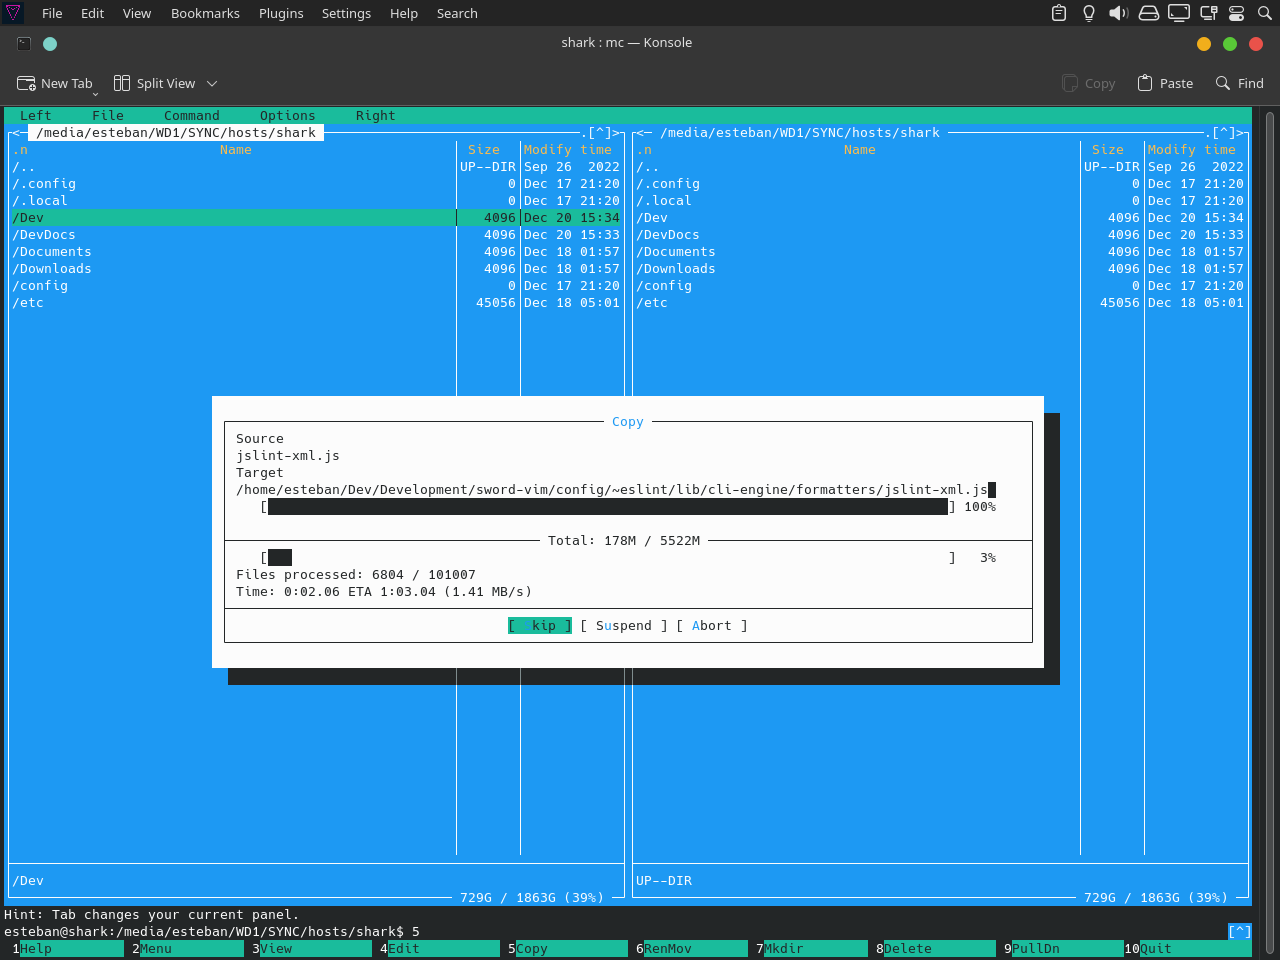 File Edit View Bookmarks Plugins Settings Help Search
shark : mc — Konsole
New Tab Split View Copy Paste Find
Left File Command Options Right
<─ /media/esteban/WD1/SYNC/hosts/shark .[^]> <─ /media/esteban/WD1/SYNC/hosts/shark .[^]>
.n Name Size Modify time .n Name Size Modify time
/.. UP--DIR Sep 26 2022 /.. UP--DIR Sep 26 2022
/.config 0 Dec 17 21:20 /.config 0 Dec 17 21:20
/.local 0 Dec 17 21:20 /.local 0 Dec 17 21:20
/Dev 4096 Dec 20 15:34 /Dev 4096 Dec 20 15:34
/DevDocs 4096 Dec 20 15:33 /DevDocs 4096 Dec 20 15:33
/Documents 4096 Dec 18 01:57 /Documents 4096 Dec 18 01:57
/Downloads 4096 Dec 18 01:57 /Downloads 4096 Dec 18 01:57
/config 0 Dec 17 21:20 /config 0 Dec 17 21:20
/etc 45056 Dec 18 05:01 /etc 45056 Dec 18 05:01
Copy
Source
jslint-xml.js
Target
/home/esteban/Dev/Development/sword-vim/config/~eslint/lib/cli-engine/formatters/jslint-xml.js
[ ] 100%
Total: 178M / 5522M
[ ] 3%
Files processed: 6804 / 101007
Time: 0:02.06 ETA 1:03.04 (1.41 MB/s)
[ Skip ] [ Suspend ] [ Abort ]
/Dev UP--DIR
729G / 1863G (39%) 729G / 1863G (39%)
Hint: Tab changes your current panel.
esteban@shark:/media/esteban/WD1/SYNC/hosts/shark$ 5 [^]
1Help 2Menu 3View 4Edit 5Copy 6RenMov 7Mkdir 8Delete 9PullDn 10Quit